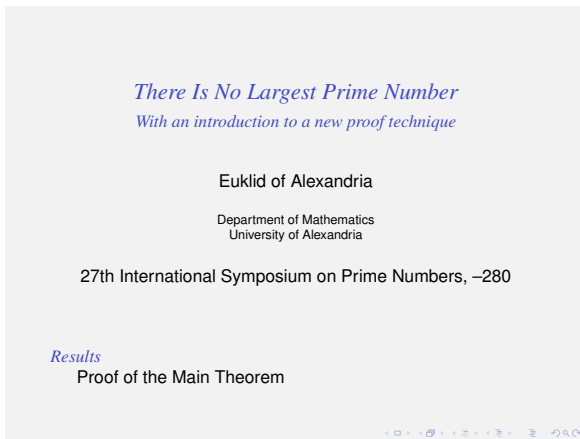 There Is No Largest Prime Number
With an introduction to a new proof technique
Euklid of Alexandria
Department of Mathematics
University of Alexandria
27th International Symposium on Prime Numbers, –280
Results
Proof of the Main Theorem